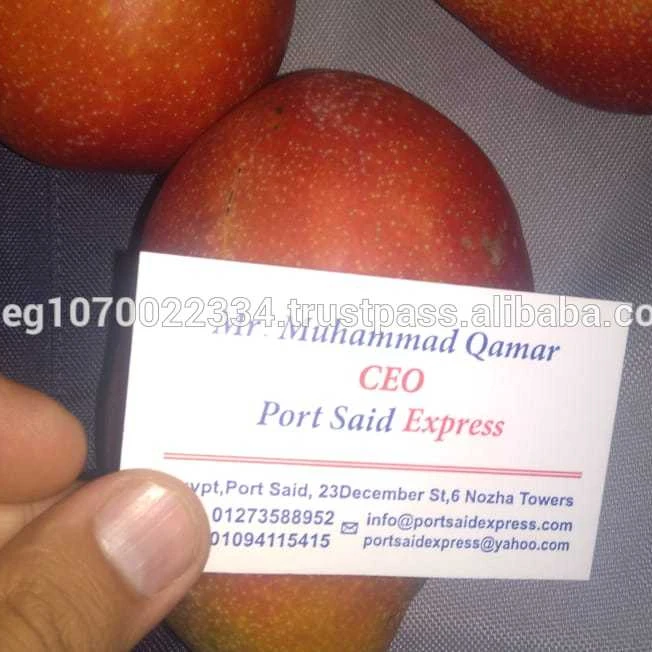 eg1070022334.trustpass.alibaba.co
Mr. Muhammad Qamar
CEO
Port Said Express
ypt,Port Said, 23December St,6 Nozha Towers
01273588952 info@portsaidexpress.com
01094115415 portsaidexpress@yahoo.com